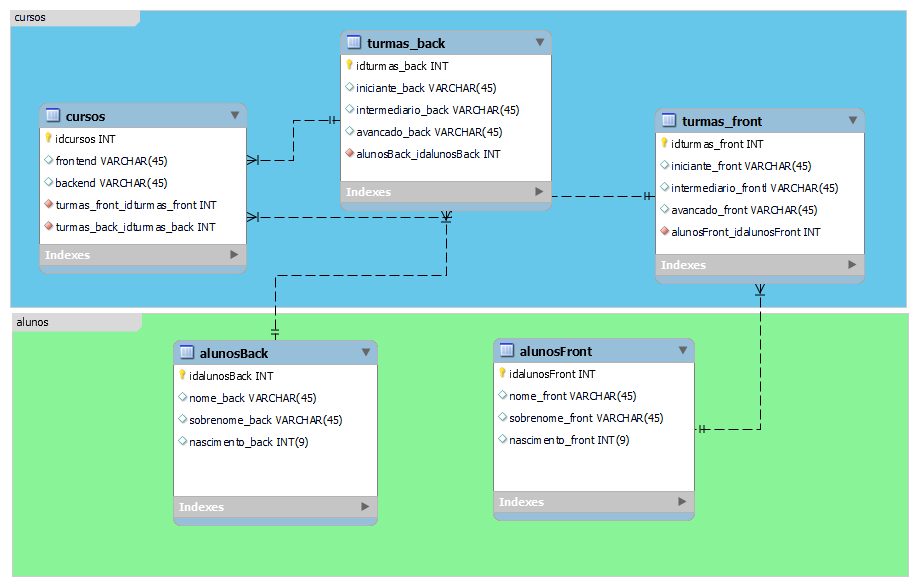 cursos
turmas_back
idturmas_back INT
iniciante_back VARCHAR(45)
intermediario_back VARCHAR(45)
avancado_back VARCHAR(45)
alunosBack_idalunosBack INT
Indexes
cursos
idcursos INT
frontend VARCHAR(45)
backend VARCHAR(45)
turmas_front_idturmas_front INT
turmas_back_idturmas_back INT
Indexes
turmas_front
idturmas_front INT
iniciante_front VARCHAR(45)
intermediario_frontl VARCHAR(45)
avancado_front VARCHAR(45)
alunosFront_idalunosFront INT
Indexes
alunos
alunosBack
idalunosBack INT
nome_back VARCHAR(45)
sobrenome_back VARCHAR(45)
nascimento_back INT(9)
Indexes
alunosFront
idalunosFront INT
nome_front VARCHAR(45)
sobrenome_front VARCHAR(45)
nascimento_front INT(9)
Indexes